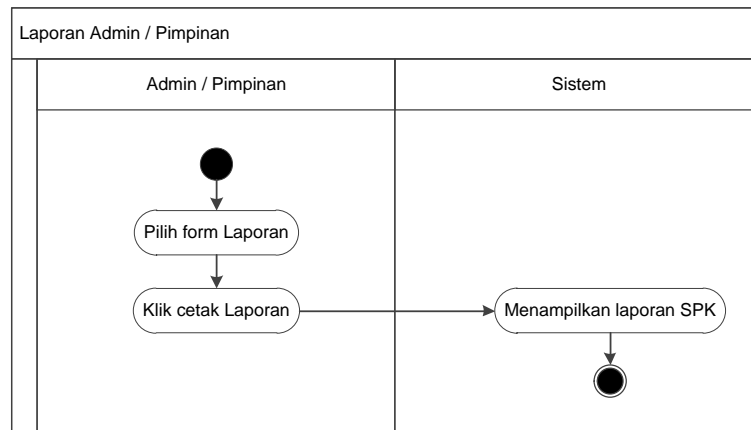 Laporan Admin / Pimpinan
Admin / Pimpinan
Sistem
Pilih form Laporan
Klik cetak Laporan
Menampilkan laporan SPK